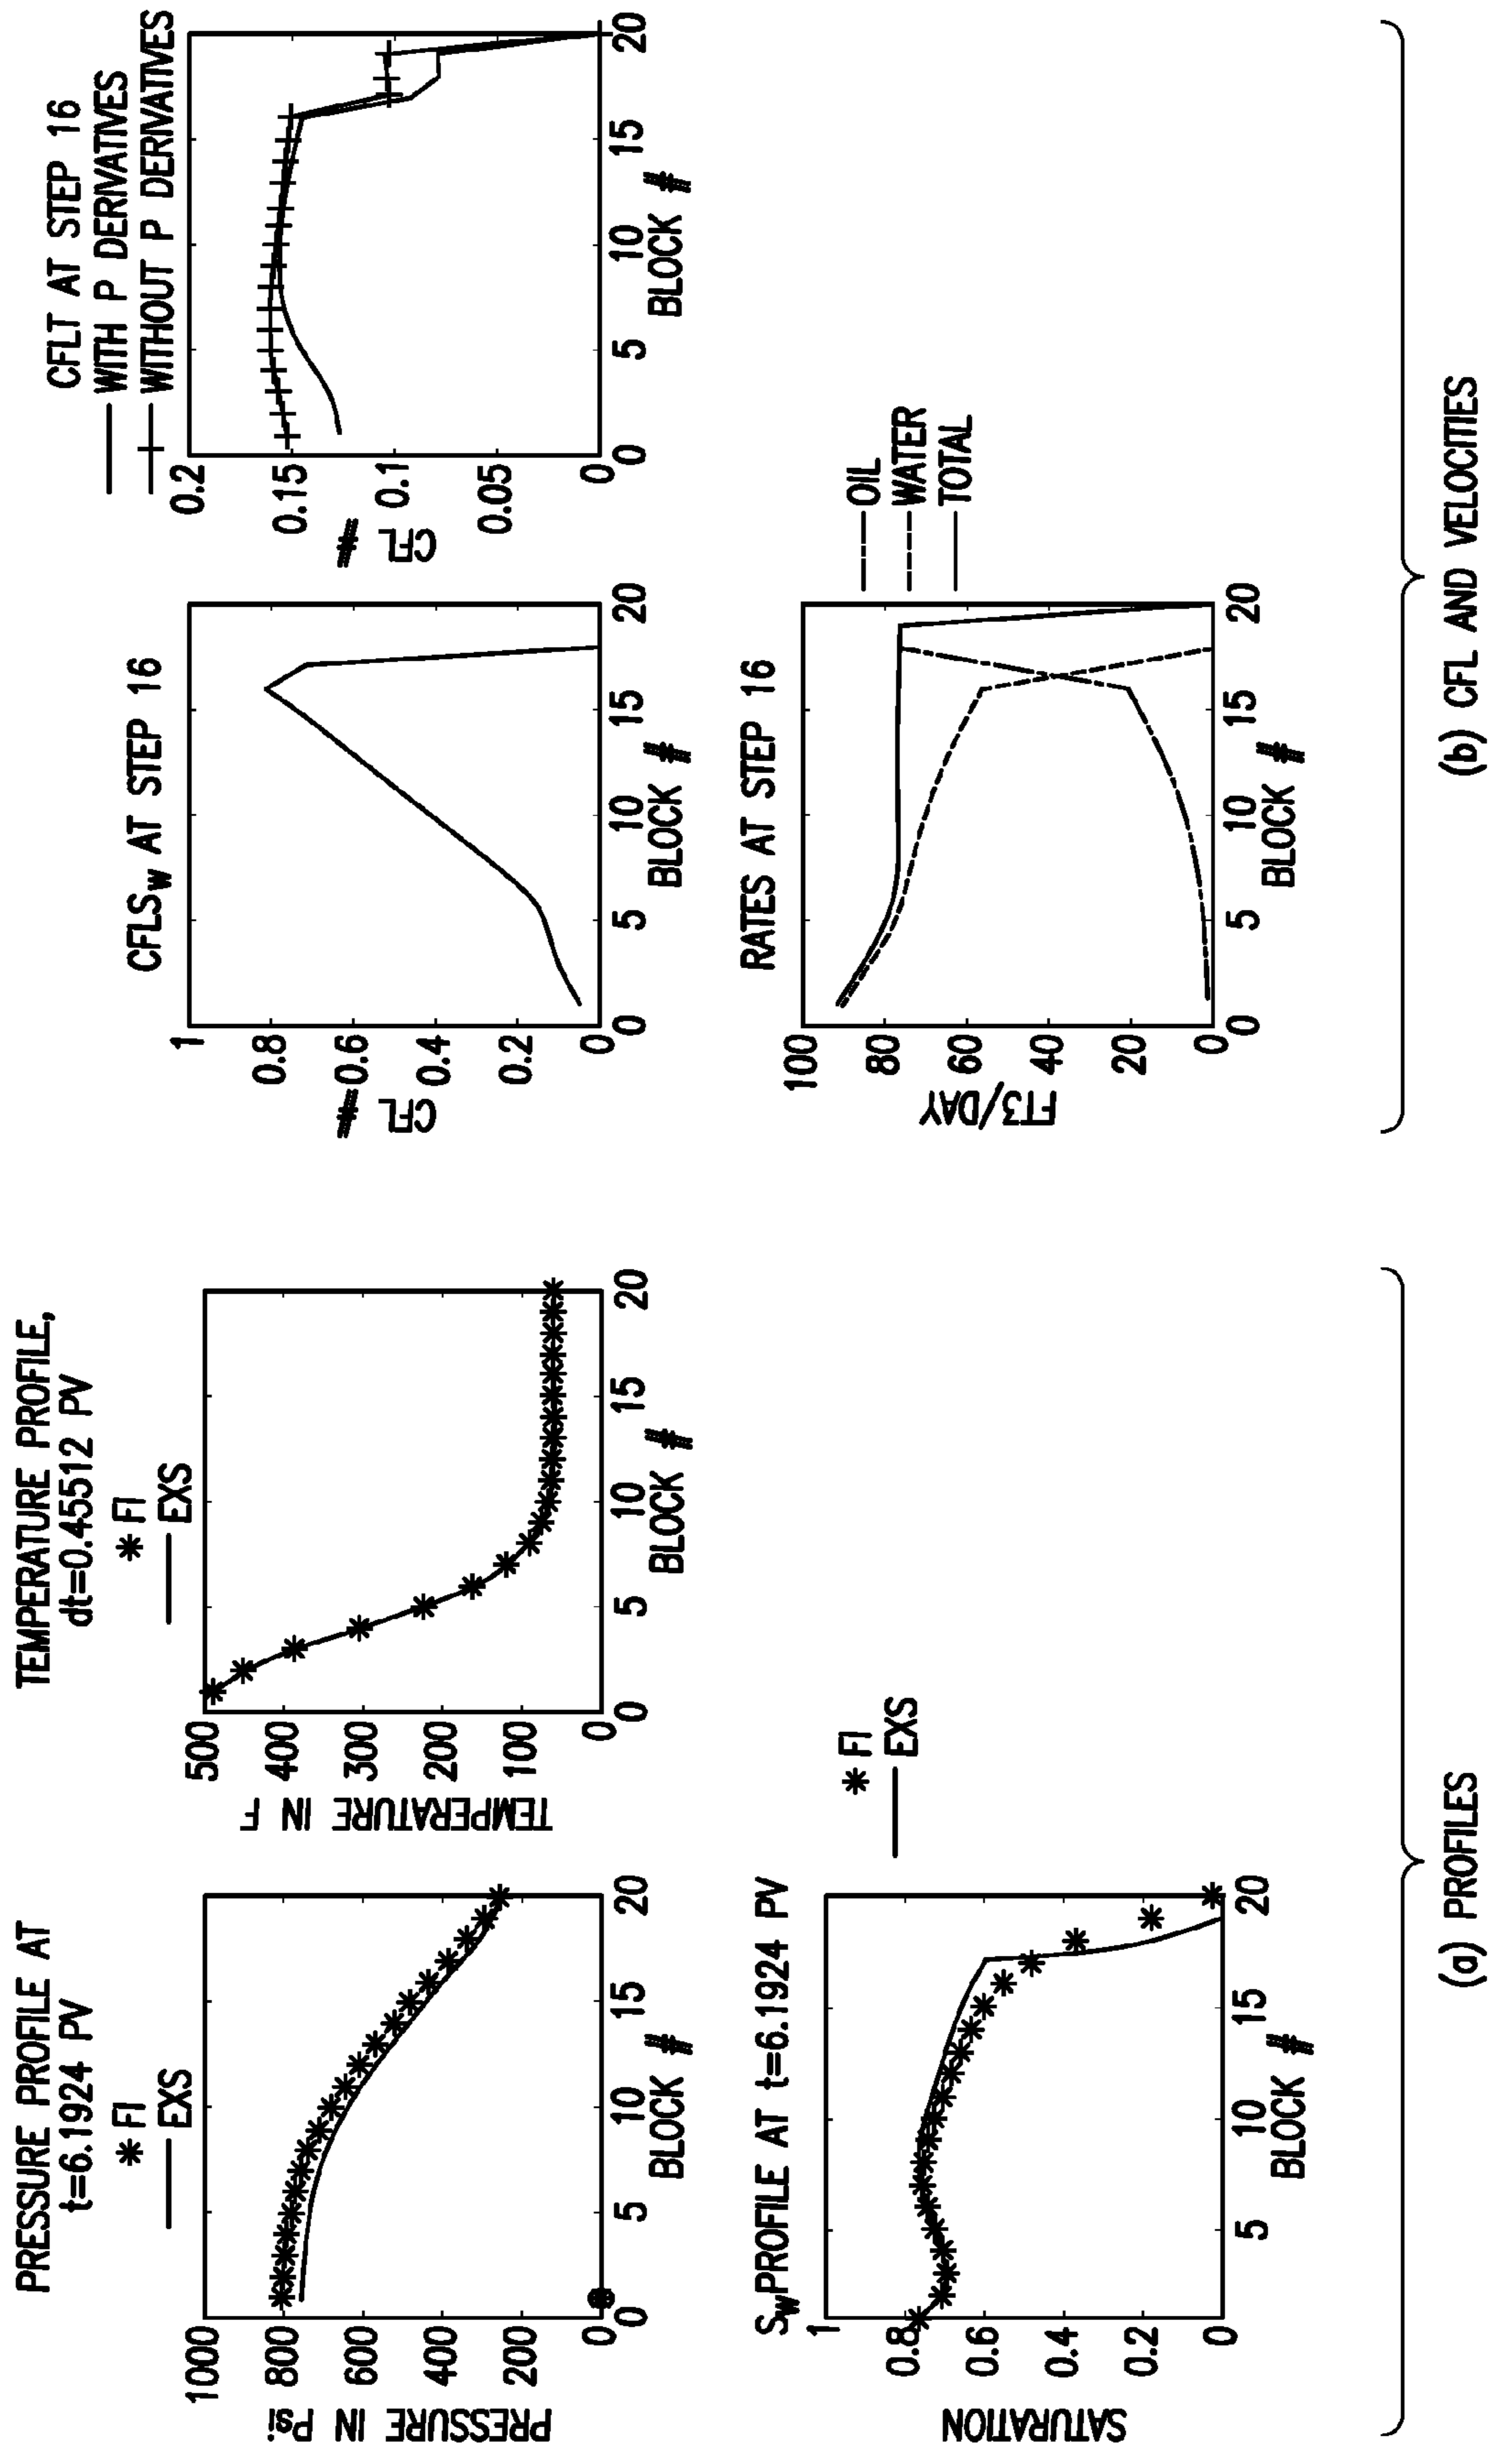 PRESSURE PROFILE AT
t=6.1924 PV
FI
EXS
1000
800
600
400
200
0
PRESSURE IN Psi
0 5 10 15 20
BLOCK #
TEMPERATURE PROFILE,
dt=0.45512 PV
FI
EXS
500
400
300
200
100
0
TEMPERATURE IN F
0 5 10 15 20
BLOCK #
SwPROFILE AT t=6.1924 PV
FI
EXS
1
0.8
0.6
0.4
0.2
0
SATURATION
5 10 15 20
BLOCK #
(a) PROFILES
CFLSw AT STEP 16
1
0.8
0.6
0.4
0.2
0
CFL #
0 5 10 15 20
BLOCK #
CFLT AT STEP 16
WITH P DERIVATIVES
WITHOUT P DERIVATIVES
0.2
0.15
0.1
0.05
0
CFL #
0 5 10 15 20
BLOCK #
RATES AT STEP 16
OIL
WATER
TOTAL
100
80
60
40
20
0
FT3/DAY
0 5 10 15 20
BLOCK #
(b) CFL AND VELOCITIES